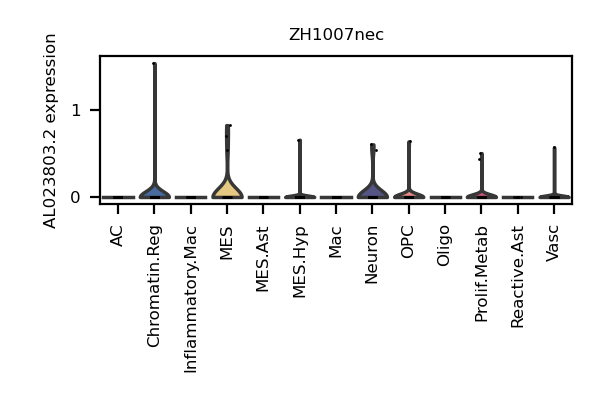 ZH1007nec
AL023803.2 expression
1
0
AC
Chromatin.Reg
Inflammatory.Mac
MES
MES.Ast
MES.Hyp
Mac
Neuron
OPC
Oligo
Prolif.Metab
Reactive.Ast
Vasc